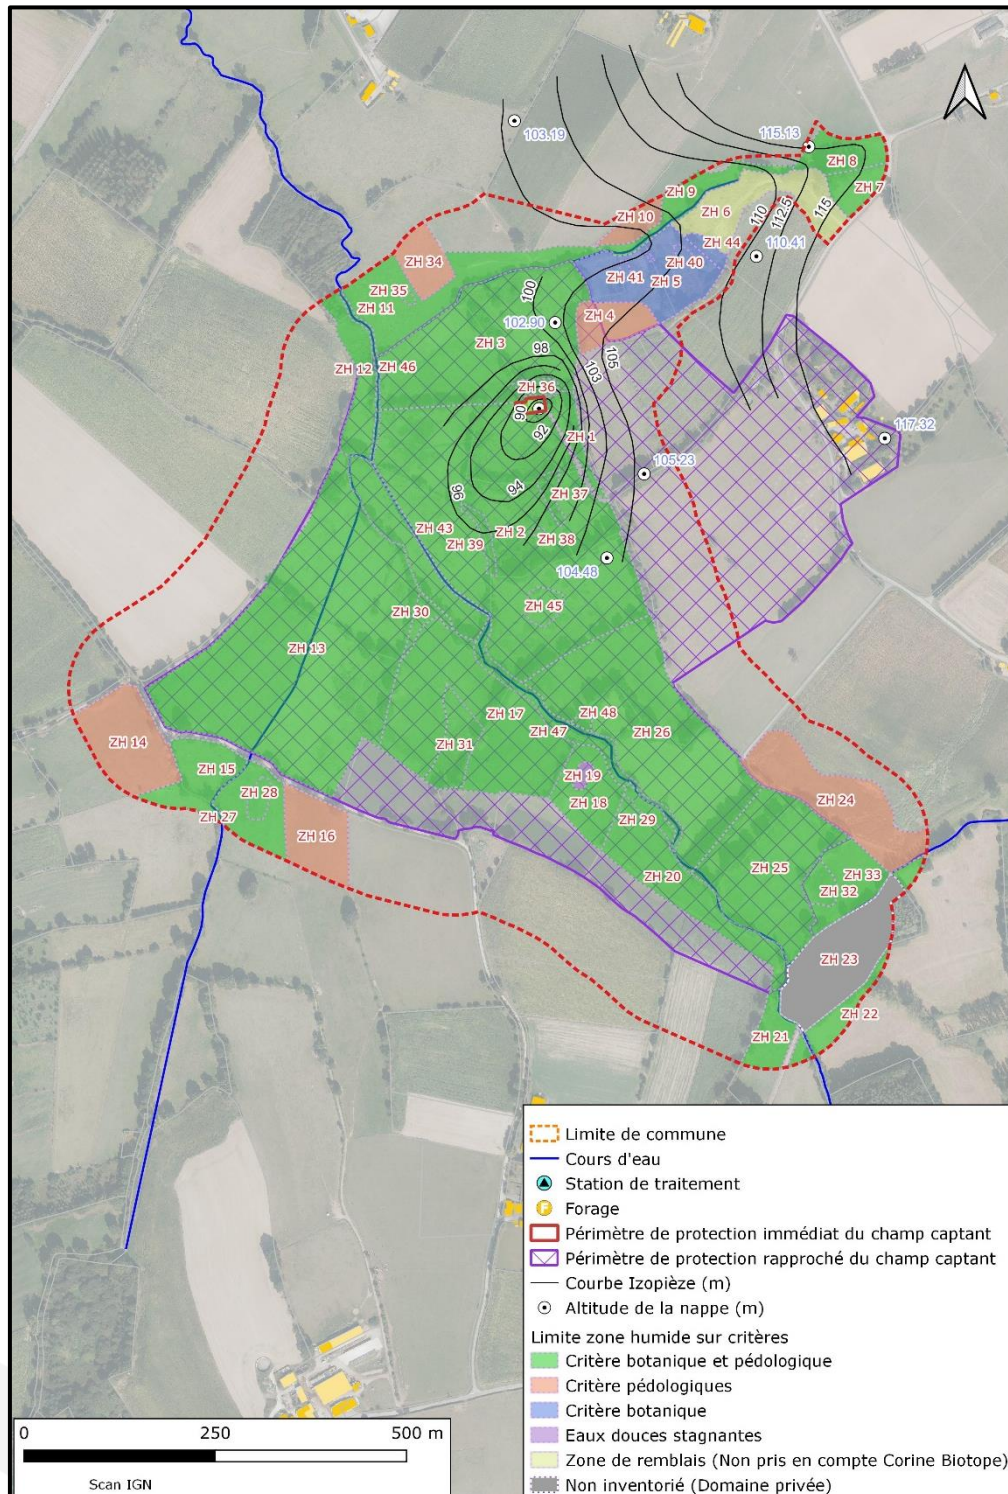 103.19
115.13
ZH 8
ZH 7
ZH 9
ZH 6
ZH 10
110
112.5
115
ZH 44
110.41
ZH 34
ZH 40
ZH 41
ZH 5
ZH 35
ZH 11
100
ZH 4
102.90
ZH 3
98
103
105
ZH 12
ZH 46
ZH 36
90
92
ZH 1
117.32
105.23
96
94
ZH 37
ZH 43
ZH 2
ZH 39
ZH 38
104.48
ZH 45
ZH 30
ZH 13
ZH 17
ZH 48
ZH 47
ZH 26
ZH 14
ZH 31
ZH 15
ZH 19
ZH 28
ZH 18
ZH 24
ZH 27
ZH 29
ZH 16
ZH 25
ZH 20
ZH 33
ZH 32
ZH 23
ZH 22
ZH 21
Limite de commune
Cours d'eau
Station de traitement
F Forage
Périmètre de protection immédiat du champ captant
Périmètre de protection rapproché du champ captant
Courbe Izopièze (m)
Altitude de la nappe (m)
Limite zone humide sur critères
Critère botanique et pédologique
Critère pédologiques
Critère botanique
Eaux douces stagnantes
Zone de remblais (Non pris en compte Corine Biotope)
Non inventorié (Domaine privée)
0 250 500 m
Scan IGN